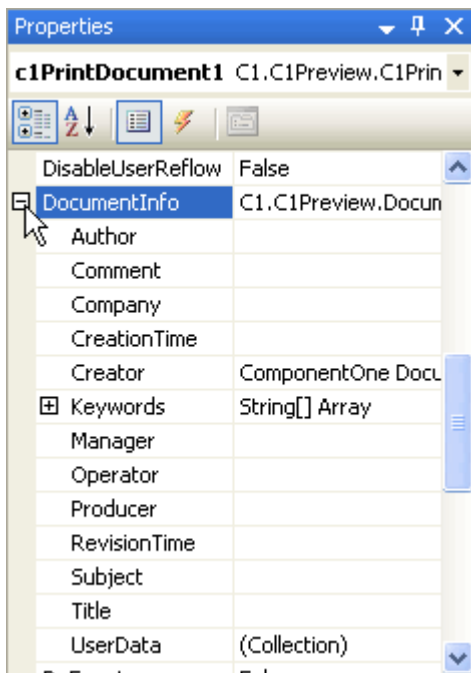 Properties
c1PrintDocument1 C1.C1Preview.C1Prin
DisableUserReflow False
DocumentInfo C1.C1Preview.Docun
Author
Comment
Company
CreationTime
Creator ComponentOne Docu
Keywords String[] Array
Manager
Operator
Producer
RevisionTime
Subject
Title
UserData (Collection)